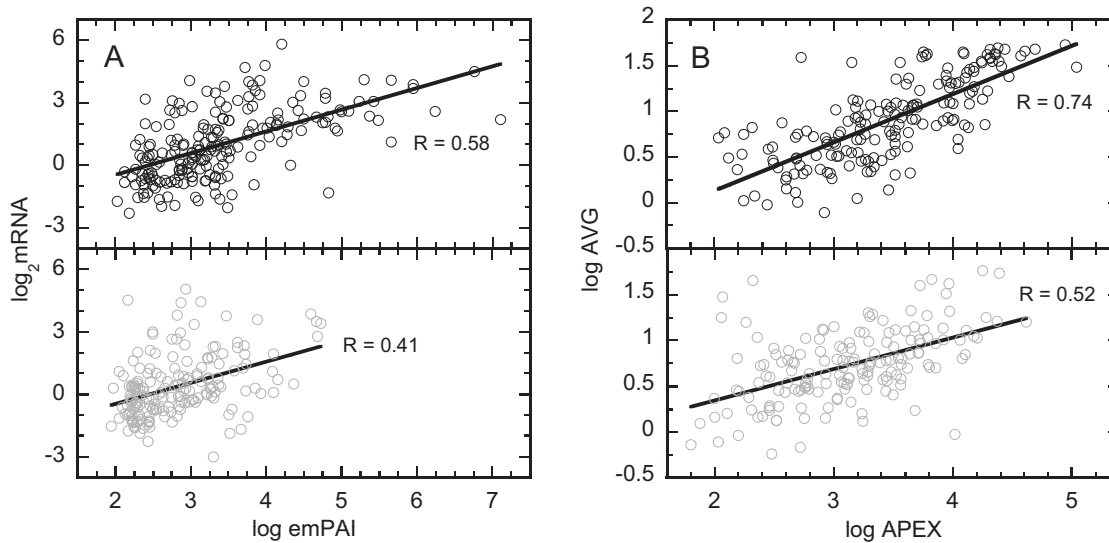 A
6
3
0
-3
R = 0.58
6
3
0
-3
R = 0.41
2 3 4 5 6 7
log emPAI
log₂mRNA
B
2
1.5
1
0.5
0
-0.5
R = 0.74
1.5
1
0.5
0
-0.5
R = 0.52
2 3 4 5
log APEX
log AVG